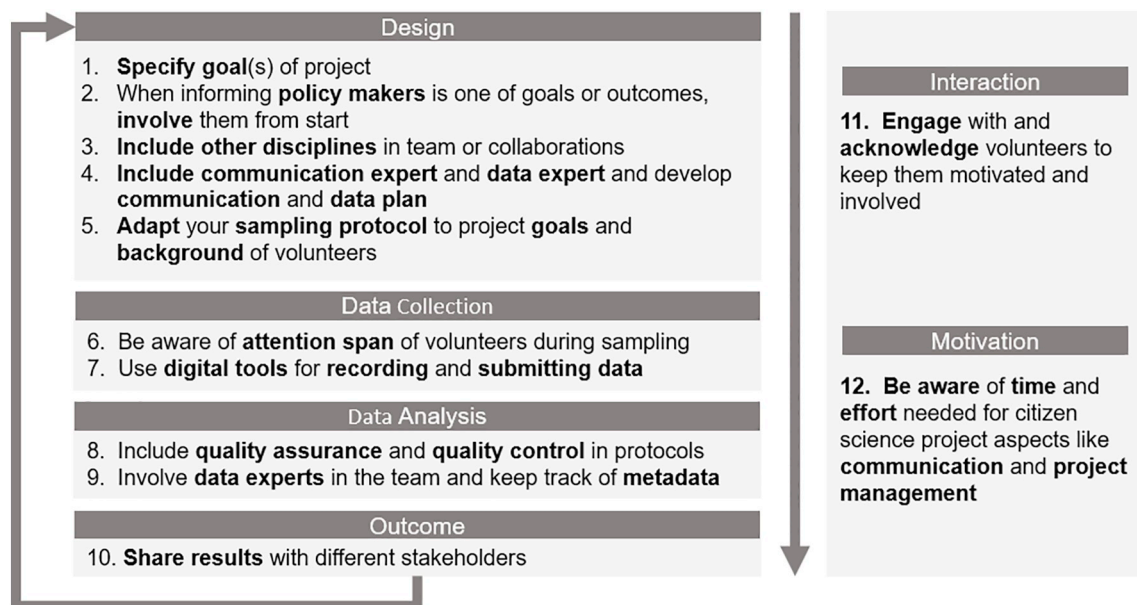 Design
1. Specify goal(s) of project
2. When informing policy makers is one of goals or outcomes,
involve them from start
3. Include other disciplines in team or collaborations
4. Include communication expert and data expert and develop
communication and data plan
5. Adapt your sampling protocol to project goals and
background of volunteers
Data Collection
6. Be aware of attention span of volunteers during sampling
7. Use digital tools for recording and submitting data
Data Analysis
8. Include quality assurance and quality control in protocols
9. Involve data experts in the team and keep track of metadata
Outcome
10. Share results with different stakeholders
Interaction
11. Engage with and
acknowledge volunteers to
keep them motivated and
involved
Motivation
12. Be aware of time and
effort needed for citizen
science project aspects like
communication and project
management